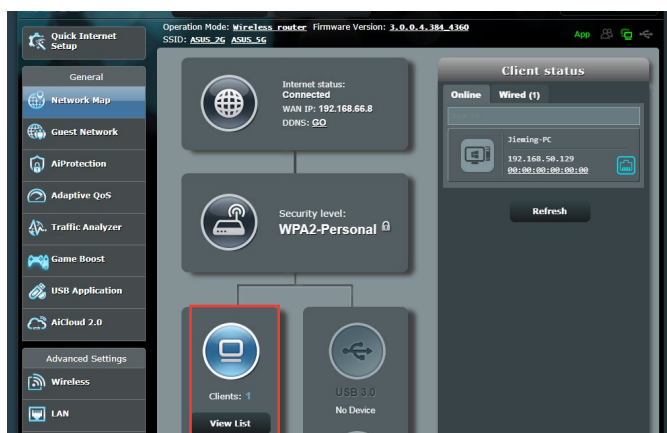 Operation Mode: Wireless router Firmware Version: 3.0.0.4.384_4360
SSID: ASUS_2G ASUS_5G
App
Quick Internet
Setup
General
Network Map
Guest Network
AiProtection
Adaptive QoS
Traffic Analyzer
Game Boost
USB Application
AiCloud 2.0
Advanced Settings
Wireless
LAN
Internet status:
Connected
WAN IP: 192.168.66.8
DDNS: GO
Security level:
WPA2-Personal
Clients: 1
View List
USB 3.0
No Device
Client status
Online Wired (1)
Jieming-PC
192.168.50.129
00:00:00:00:00:00
Refresh